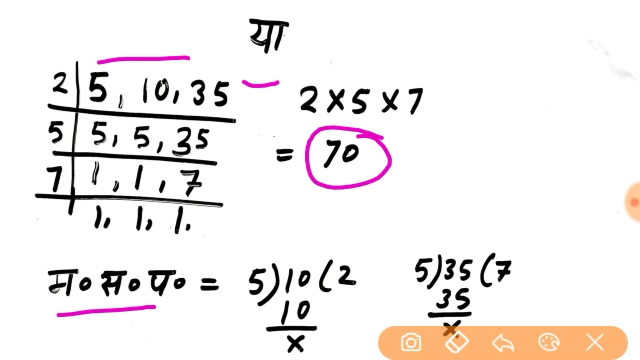 या
2 | 5, 10, 35
5 | 5, 5, 35
7 | 1, 1, 7
1, 1, 1.
2 × 5 × 7
= 70
म॰ स॰ प॰ = 5)10(2 5)35(7
10 35
x x